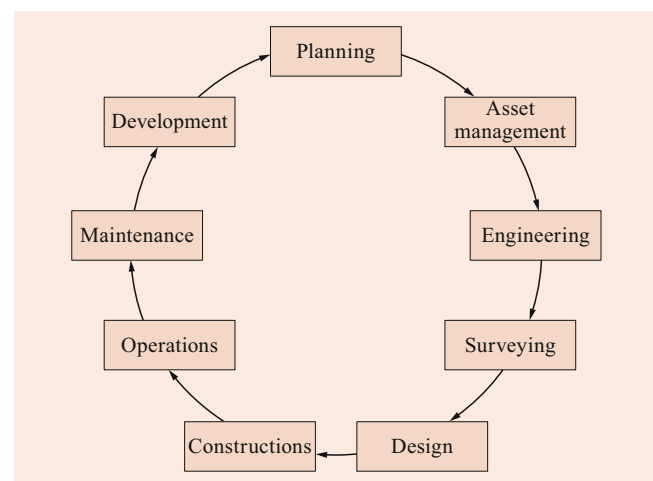 Planning
Asset
management
Engineering
Surveying
Design
Constructions
Operations
Maintenance
Development